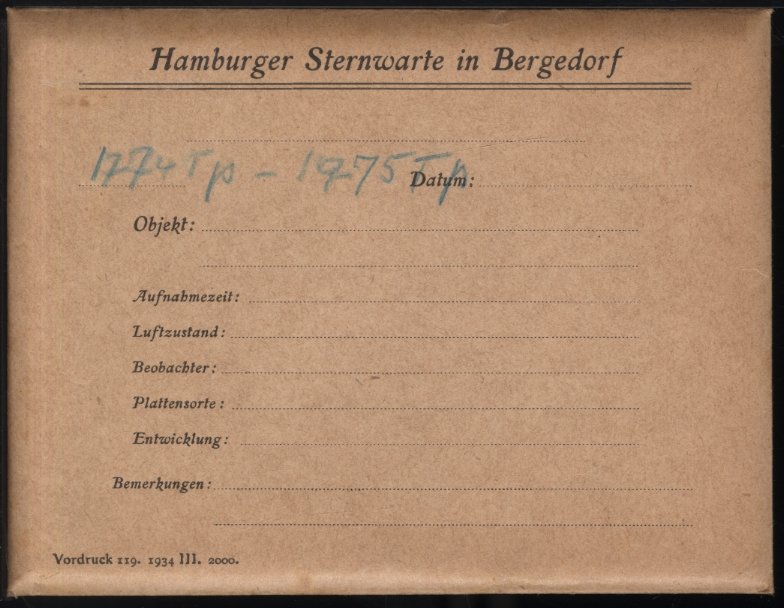 Hamburger Sternwarte in Bergedorf
1774 Tp - 1975 Tp Datum:
Objekt:
Aufnahmezeit:
Luftzustand:
Beobachter:
Plattensorte:
Entwicklung:
Bemerkungen:
Vordruck 119. 1934 III. 2000.